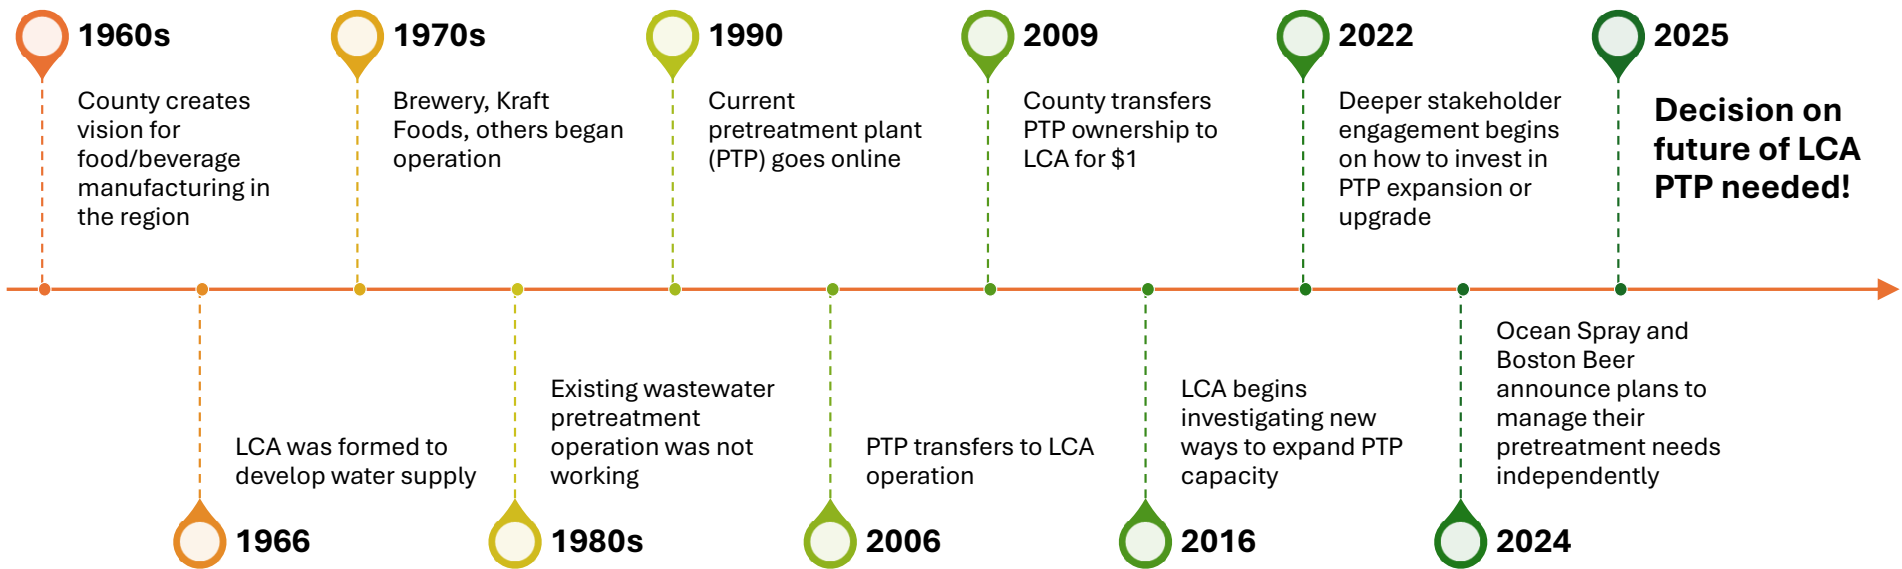 1960s
County creates
vision for
food/beverage
manufacturing in
the region
1966
LCA was formed to
develop water supply
1970s
Brewery, Kraft
Foods, others began
operation
1980s
Existing wastewater
pretreatment
operation was not
working
1990
Current
pretreatment plant
(PTP) goes online
2006
PTP transfers to LCA
operation
2009
County transfers
PTP ownership to
LCA for $1
2016
LCA begins
investigating new
ways to expand PTP
capacity
2022
Deeper stakeholder
engagement begins
on how to invest in
PTP expansion or
upgrade
2024
Ocean Spray and
Boston Beer
announce plans to
manage their
pretreatment needs
independently
2025
Decision on
future of LCA
PTP needed!